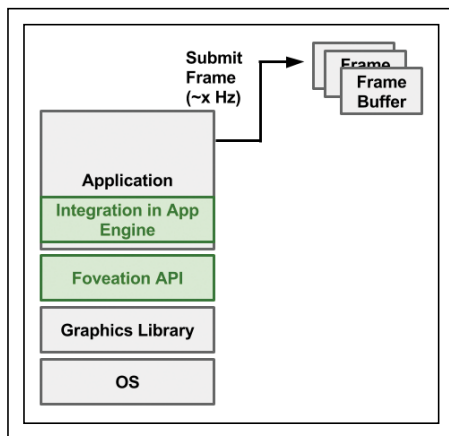 Submit
Frame
(~x Hz)
Frame
Frame
Buffer
Application
Integration in App
Engine
Foveation API
Graphics Library
OS